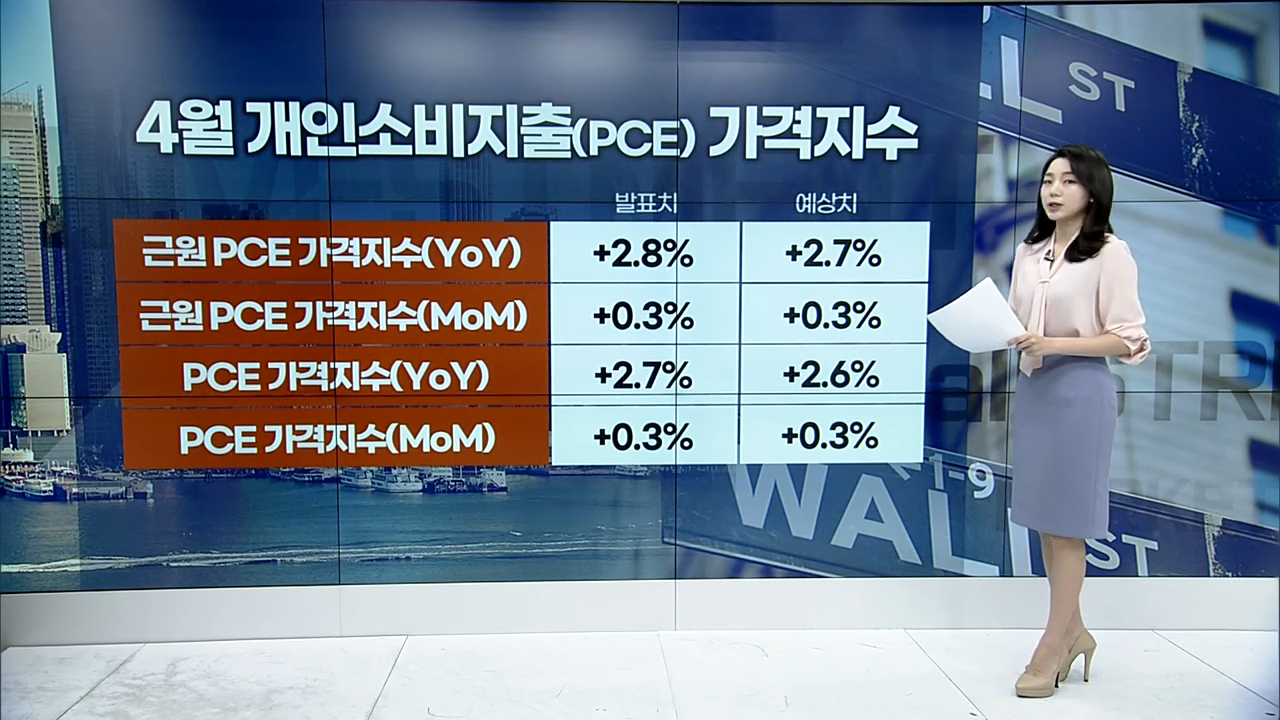 4월 개인소비지출(PCE) 가격지수
발표치 예상치
근원 PCE 가격지수(YoY) +2.8% +2.7%
근원 PCE 가격지수(MoM) +0.3% +0.3%
PCE 가격지수(YoY) +2.7% +2.6%
PCE 가격지수(MoM) +0.3% +0.3%
ST
1-9
WALL ST